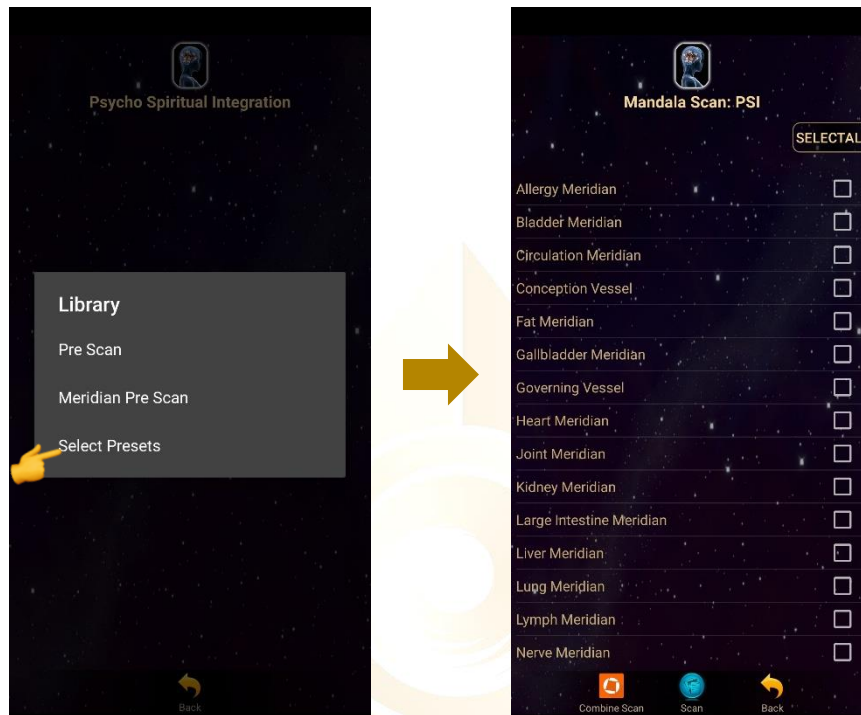 Psycho Spiritual Integration
Library
Pre Scan
Meridian Pre Scan
Select Presets
Back
Mandala Scan: PSI
SELECTAL
Allergy Meridian
Bladder Meridian
Circulation Meridian
Conception Vessel
Fat Meridian
Gallbladder Meridian
Governing Vessel
Heart Meridian
Joint Meridian
Kidney Meridian
Large Intestine Meridian
Liver Meridian
Lung Meridian
Lymph Meridian
Nerve Meridian
Combine Scan Scan Back